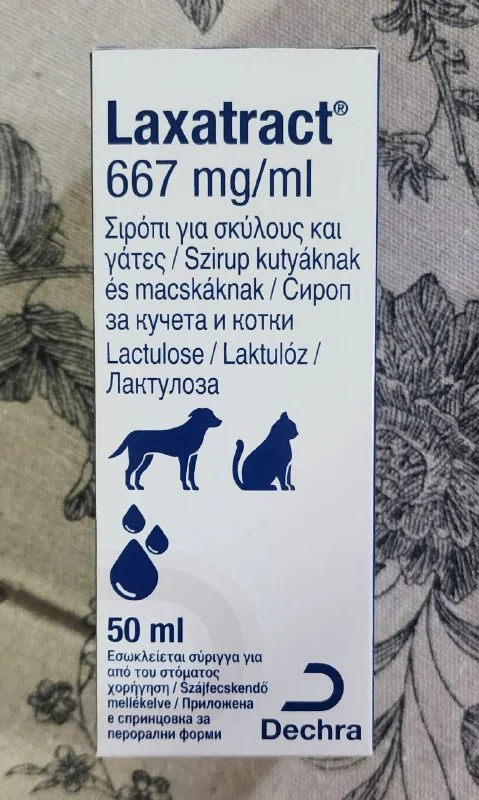 Laxatract®
667 mg/ml
Σιρόπι για σκύλους και
γάτες / Szirup kutyáknak
és macskáknak / Сироп
за кучета и котки
Lactulose / Laktulóz /
Лактулоза
50 ml
Εσωκλείεται σύριγγα για
από του στόματος
χορήγηση / Szájfecskendő
mellékelve / Приложена
е спринцовка за
перорални форми
Dechra